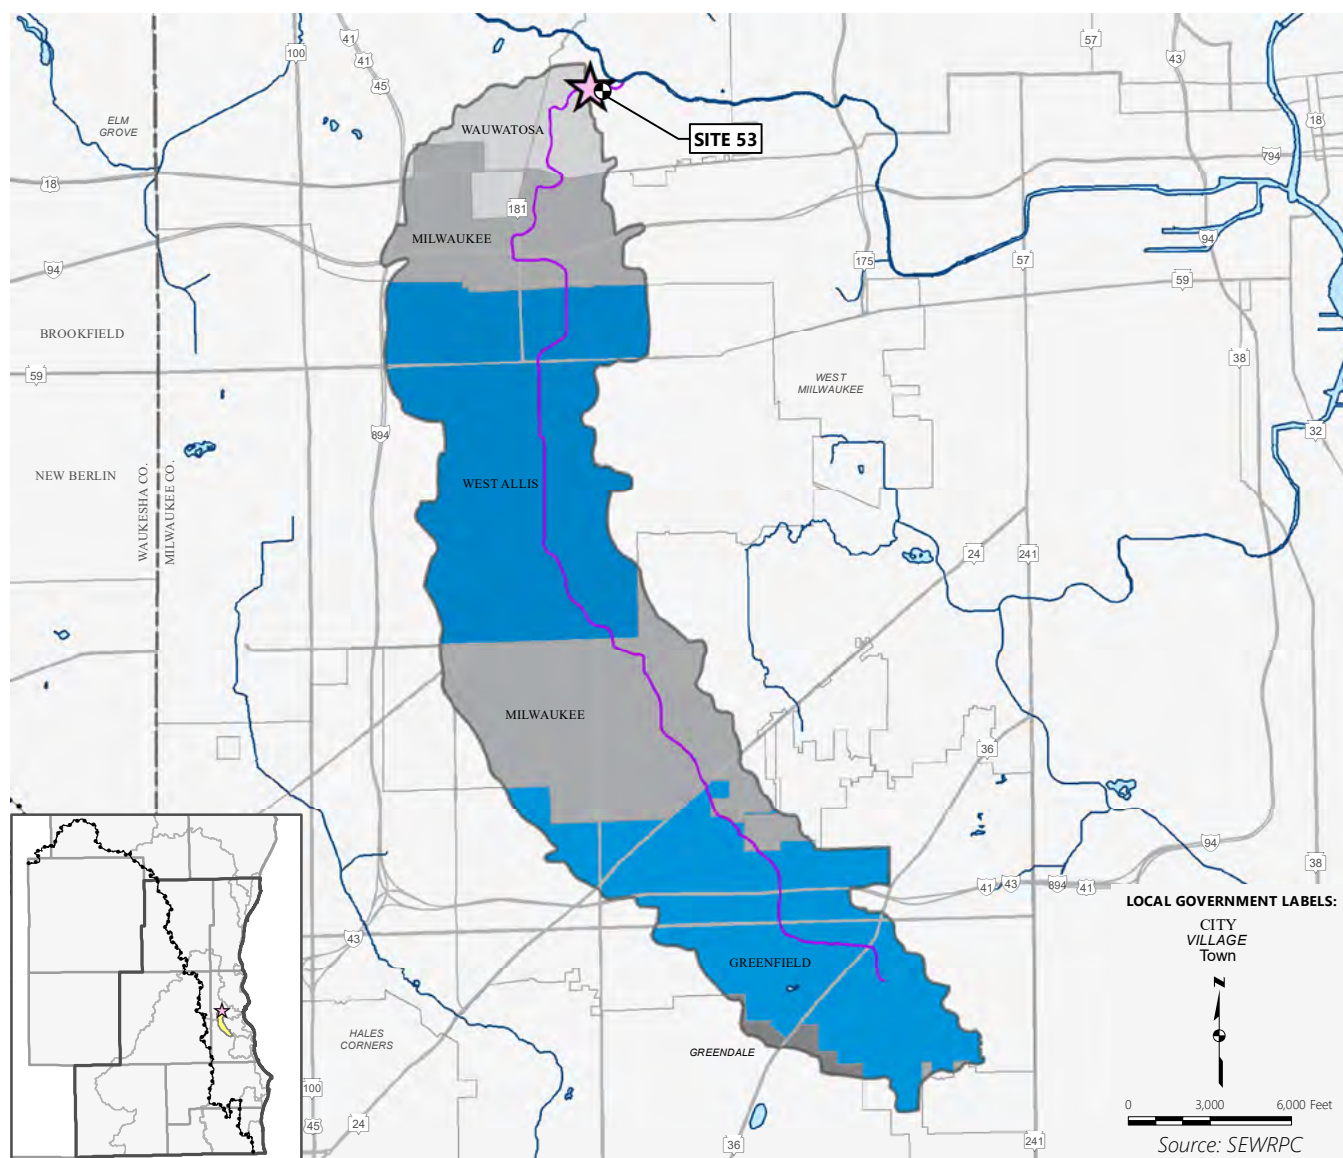 41
41
45
100
57
43
18
794
ELM
GROVE
WAUWATOSA
SITE 53
18
181
MILWAUKEE
94
175
57
94
59
BROOKFIELD
59
38
WEST
MIILWAUKEE
32
894
NEW BERLIN
WAUKESHA CO.
MILWAUKEE CO.
WEST ALLIS
24
241
MILWAUKEE
36
94
38
41
43
894
41
LOCAL GOVERNMENT LABELS:
CITY
VILLAGE
Town
N
43
GREENFIELD
HALES
CORNERS
GREENDALE
100
45
24
36
241
0
3,000
6,000 Feet
Source: SEWRPC